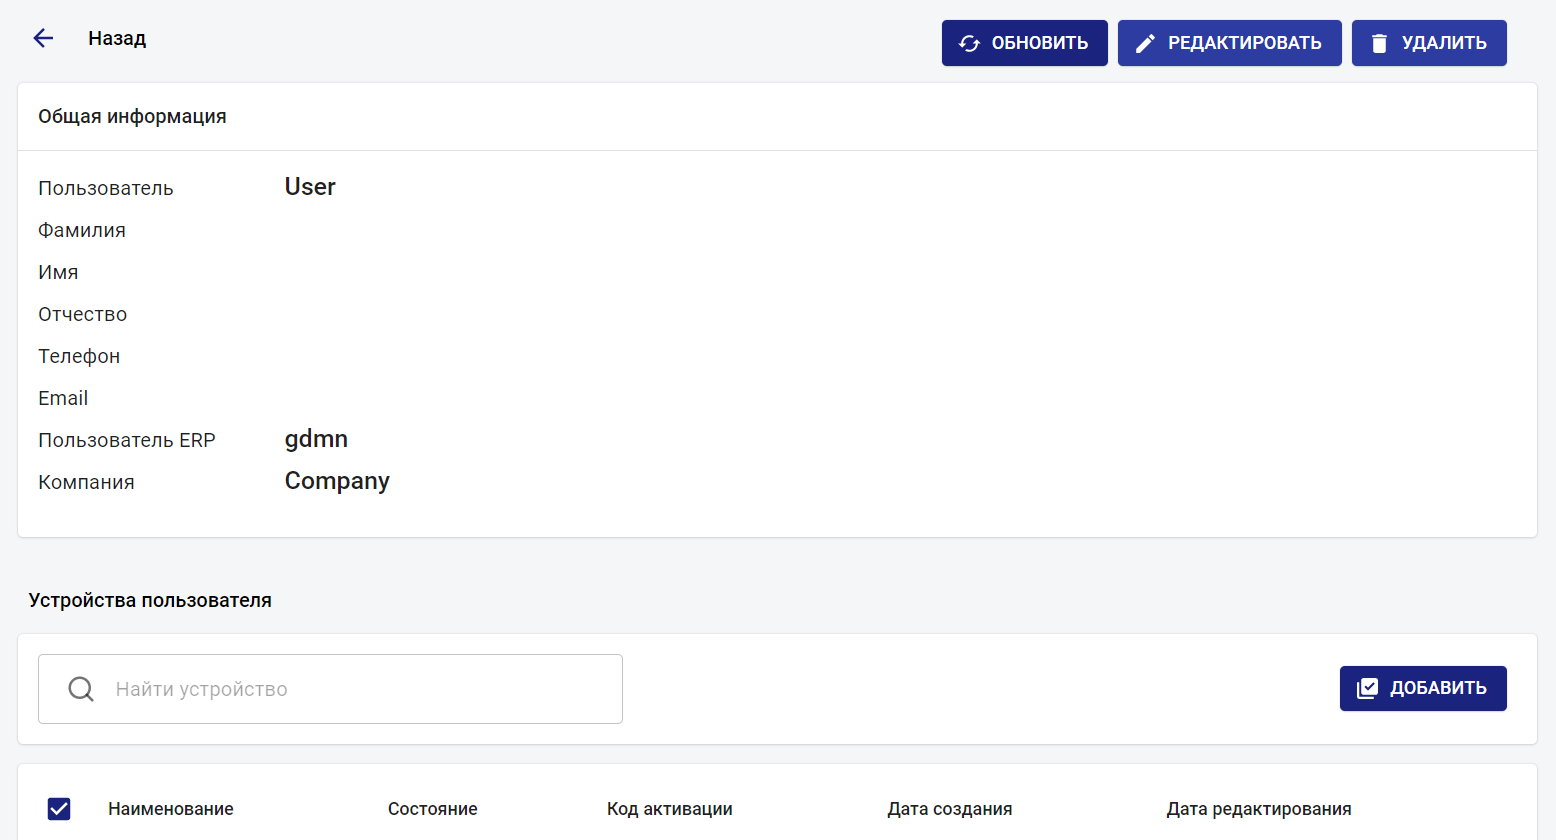 Назад
ОБНОВИТЬ
РЕДАКТИРОВАТЬ
УДАЛИТЬ
Общая информация
Пользователь User
Фамилия
Имя
Отчество
Телефон
Email
Пользователь ERP gdmn
Компания Company
Устройства пользователя
Найти устройство
ДОБАВИТЬ
Наименование Состояние Код активации Дата создания Дата редактирования